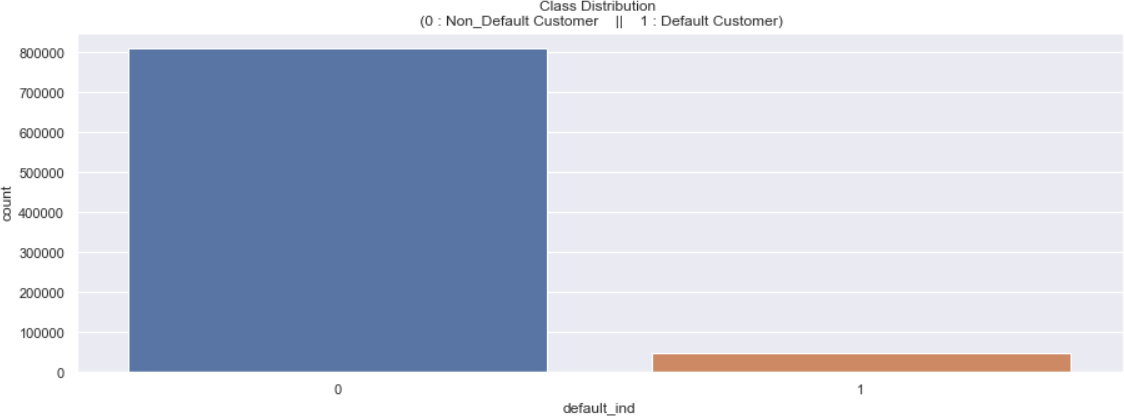 Class Distribution
(0 : Non_Default Customer || 1 : Default Customer)
800000
700000
600000
500000
400000
300000
200000
100000
0
count
0 1
default_ind